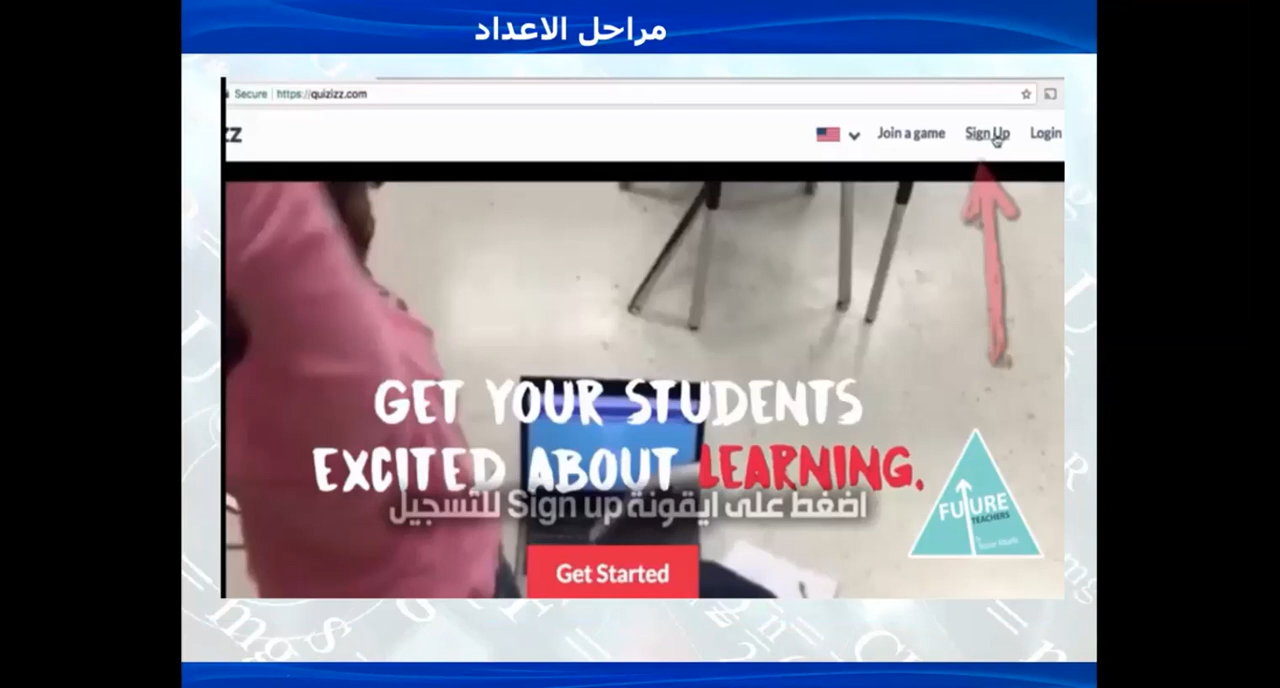 مراحل الاعداد
Secure https://quizizz.com
zz
Join a game Sign Up Login
GET YOUR STUDENTS
EXCITED ABOUT LEARNING.
اضغط على ايقونة Sign up للتسجيل
FUTURE
TEACHERS
Get Started